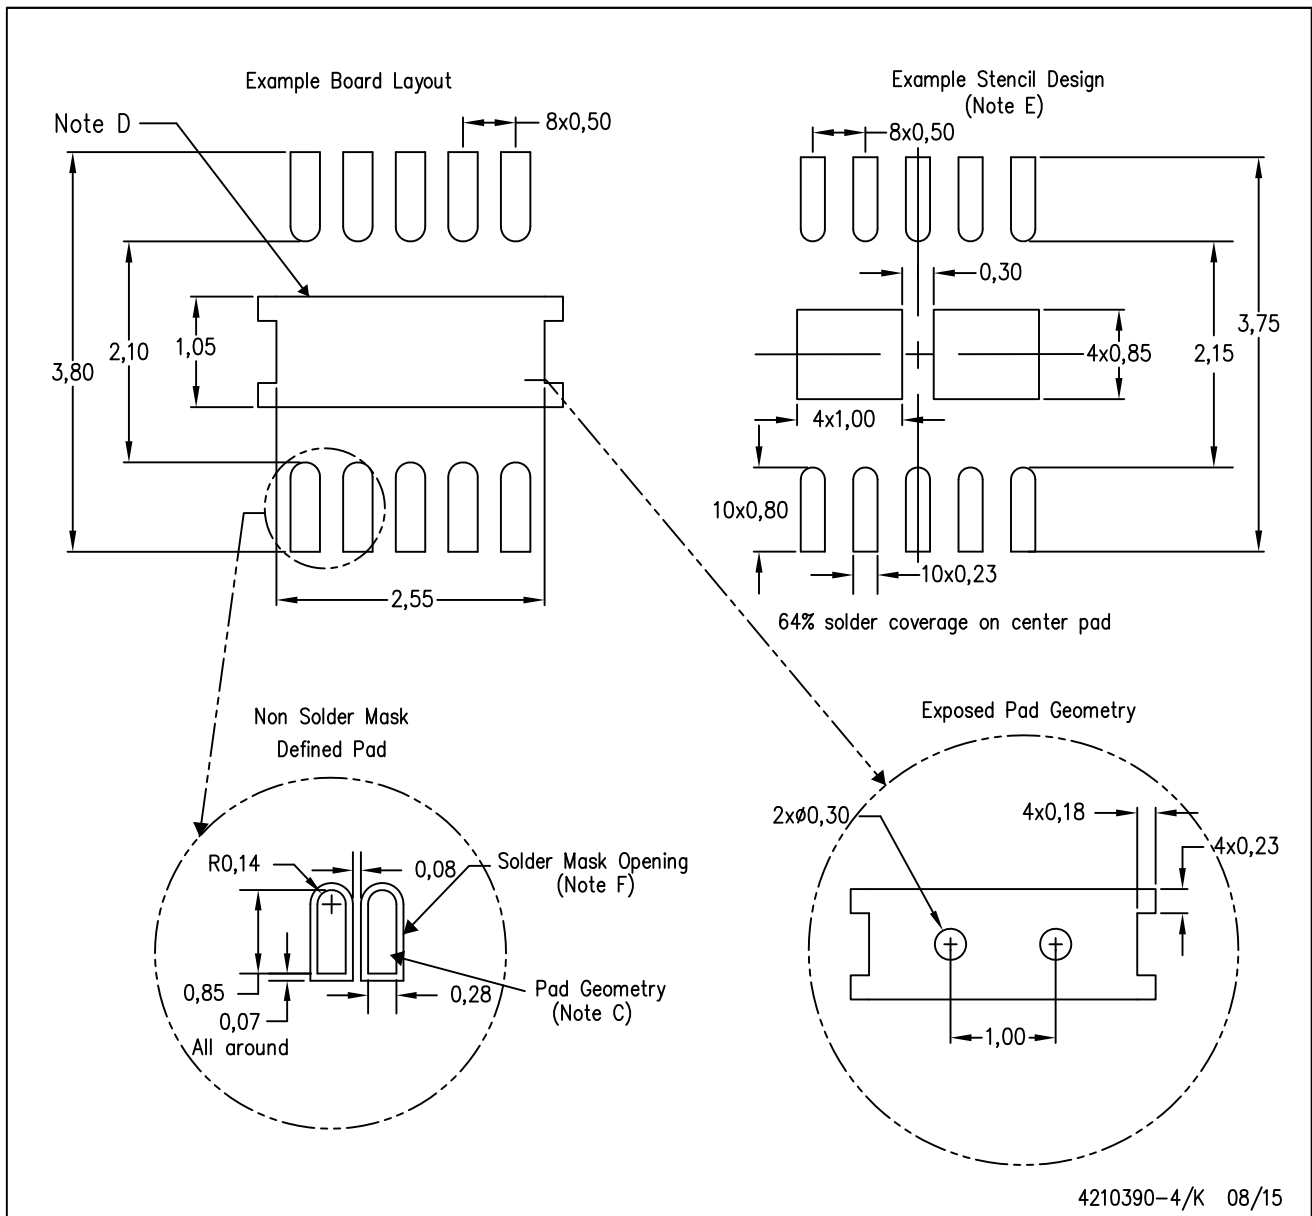 Example Board Layout
Note D
8x0,50
3,80
2,10
1,05
2,55
Example Stencil Design
(Note E)
8x0,50
0,30
3,75
2,15
4x0,85
4x1,00
10x0,80
10x0,23
64% solder coverage on center pad
Non Solder Mask
Defined Pad
R0,14
0,08
Solder Mask Opening
(Note F)
0,85
0,28
0,07
All around
Pad Geometry
(Note C)
Exposed Pad Geometry
2xø0,30
4x0,18
4x0,23
1,00
4210390-4/K 08/15